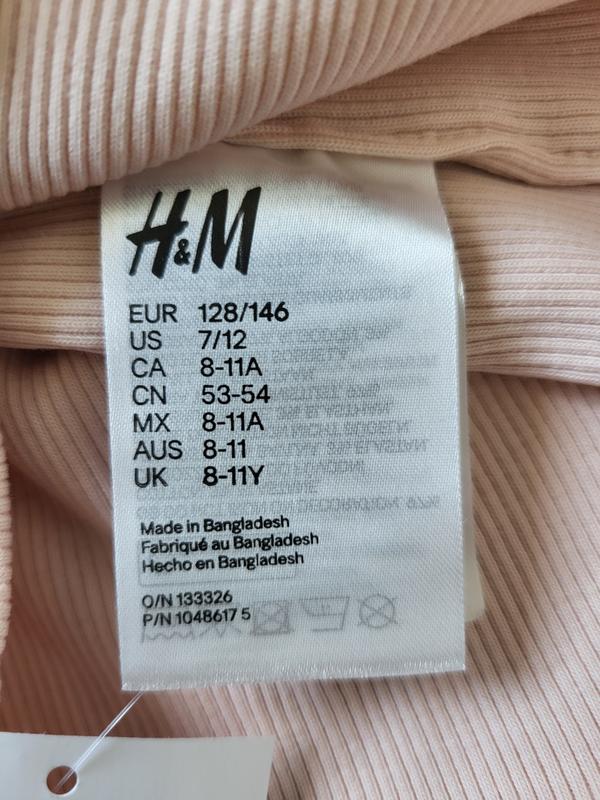 H&M
EUR 128/146
US 7/12
CA 8-11A
CN 53-54
MX 8-11A
AUS 8-11
UK 8-11Y
Made in Bangladesh
Fabriqué au Bangladesh
Hecho en Bangladesh
O/N 133326
P/N 1048617 5